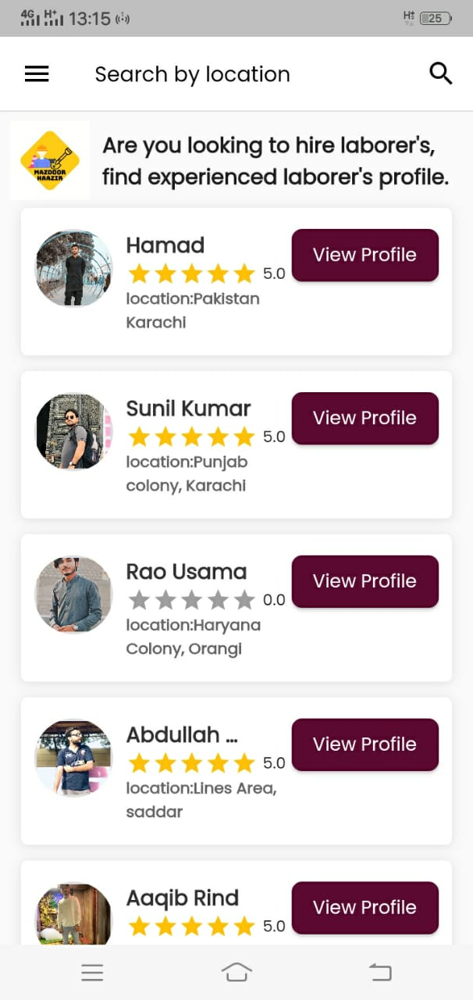 4G H+ 13:15 25
Search by location
MAZDOOR
HAAZIR
Are you looking to hire laborer's,
find experienced laborer's profile.
Hamad
View Profile
5.0
location:Pakistan
Karachi
Sunil Kumar
View Profile
5.0
location:Punjab
colony, Karachi
Rao Usama
View Profile
0.0
location:Haryana
Colony, Orangi
Abdullah ...
View Profile
5.0
location:Lines Area,
saddar
Aaqib Rind
View Profile
5.0